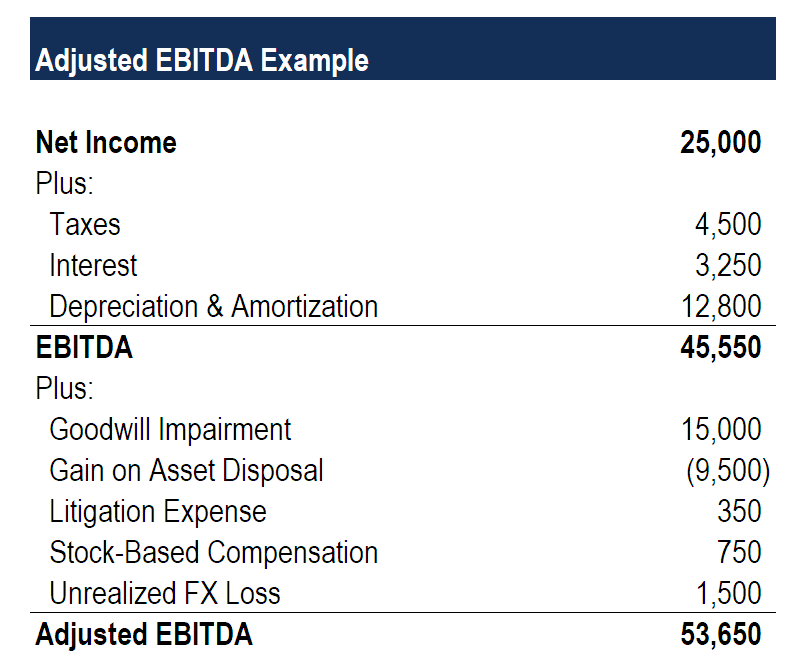 Adjusted EBITDA Example
Net Income 25,000
Plus:
Taxes 4,500
Interest 3,250
Depreciation & Amortization 12,800
EBITDA 45,550
Plus:
Goodwill Impairment 15,000
Gain on Asset Disposal (9,500)
Litigation Expense 350
Stock-Based Compensation 750
Unrealized FX Loss 1,500
Adjusted EBITDA 53,650